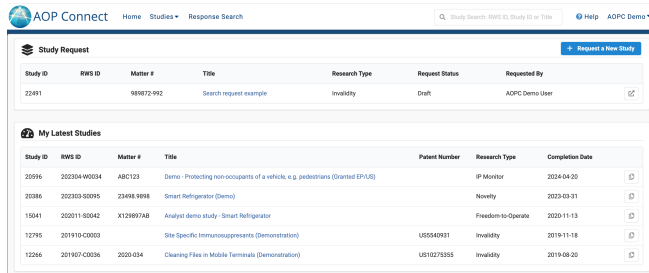 AOP Connect Home Studies Response Search Study Search: RWS ID, Study ID or Title Help AOPC Demo
Study Request + Request a New Study
Study ID RWS ID Matter # Title Research Type Request Status Requested By
22491 989872-992 Search request example Invalidity Draft AOPC Demo User
My Latest Studies
Study ID RWS ID Matter # Title Patent Number Research Type Completion Date
20596 202304-W0034 ABC123 Demo - Protecting non-occupants of a vehicle, e.g. pedestrians (Granted EP/US) IP Monitor 2024-04-20
20386 202303-S0095 23498.9898 Smart Refrigerator (Demo) Novelty 2023-03-31
15041 202011-S0042 X129897AB Analyst demo study - Smart Refrigerator Freedom-to-Operate 2020-11-13
12795 201910-C0003 Site Specific Immunosuppresants (Demonstration) US5540931 Invalidity 2019-11-18
12266 201907-C0036 2020-034 Cleaning Files in Mobile Terminals (Demonstration) US10275355 Invalidity 2019-08-20